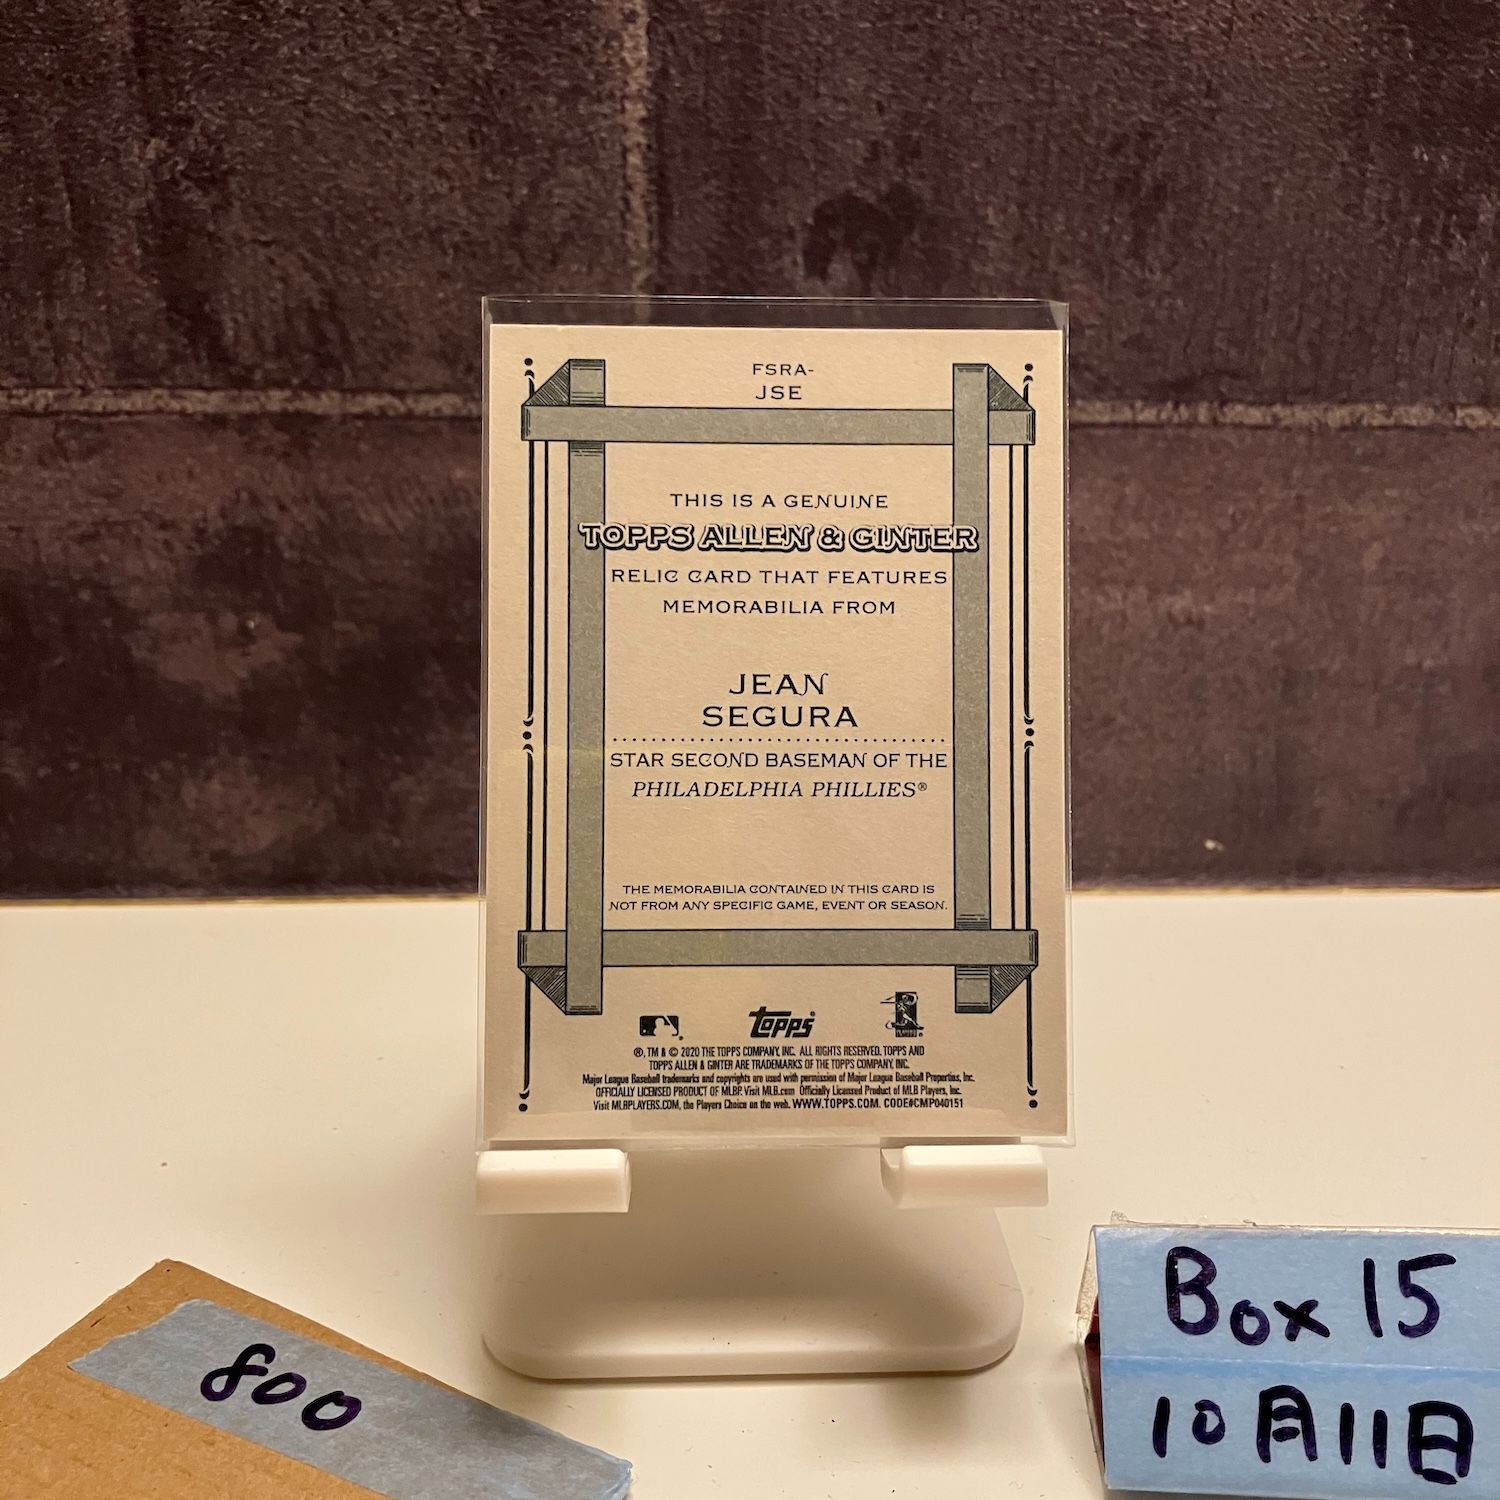 FSRA-
JSE
THIS IS A GENUINE
TOPPS ALLEN & GINTER
RELIC CARD THAT FEATURES
MEMORABILIA FROM
JEAN
SEGURA
STAR SECOND BASEMAN OF THE
PHILADELPHIA PHILLIES®
THE MEMORABILIA CONTAINED IN THIS CARD IS
NOT FROM ANY SPECIFIC GAME, EVENT OR SEASON.
topps
®, TM & © 2020 THE TOPPS COMPANY, INC. ALL RIGHTS RESERVED. TOPPS AND
TOPPS ALLEN & GINTER ARE TRADEMARKS OF THE TOPPS COMPANY, INC.
Major League Baseball trademarks and copyrights are used with permission of Major League Baseball Properties, Inc.
OFFICIALLY LICENSED PRODUCT OF MLBP. Visit MLB.com Officially Licensed Product of MLB Players, Inc.
Visit MLBPLAYERS.COM, the Players Choice on the web. WWW.TOPPS.COM. CODE#CMP040151
800
Box 15
10月11日